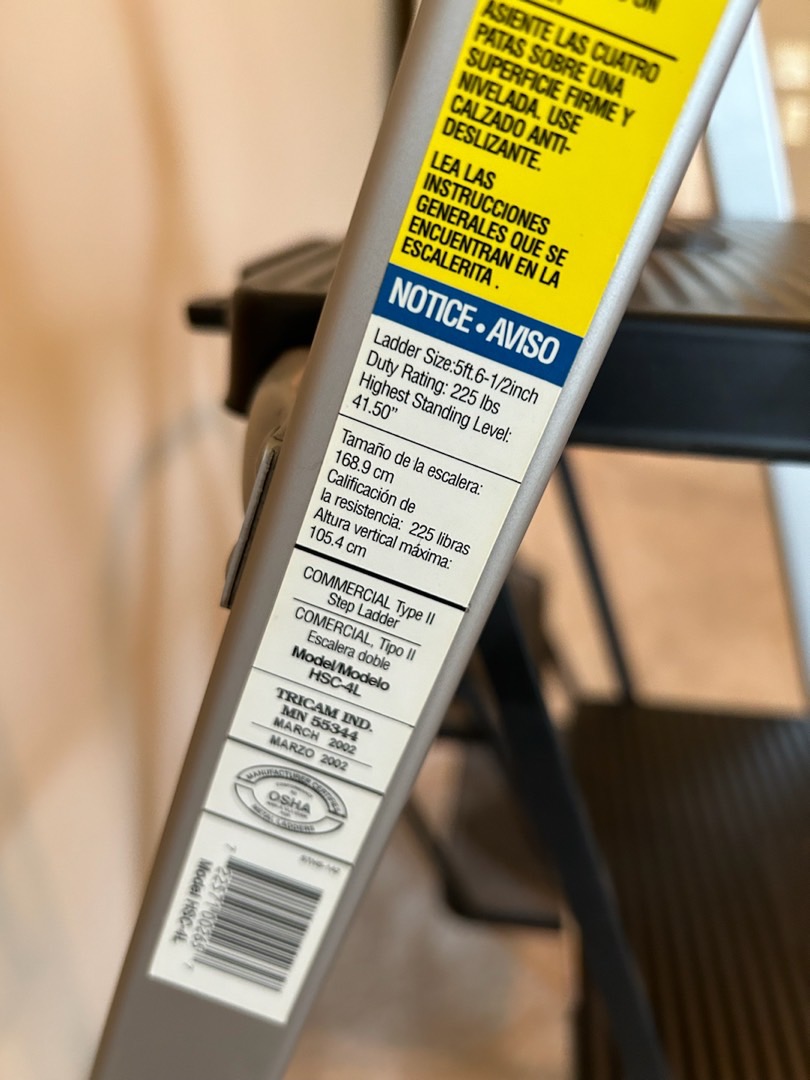 ASIENTE LAS CUATRO
PATAS SOBRE UNA
SUPERFICIE FIRME Y
NIVELADA. USE
CALZADO ANTI-
DESLIZANTE.
LEA LAS
INSTRUCCIONES
GENERALES QUE SE
ENCUENTRAN EN LA
ESCALERITA.
NOTICE • AVISO
Ladder Size:5ft.6-1/2inch
Duty Rating: 225 lbs
Highest Standing Level:
41.50"
Tamaño de la escalera:
168.9 cm
Calificación de
la resistencia: 225 libras
Altura vertical máxima:
105.4 cm
COMMERCIAL Type II
Step Ladder
COMERCIAL, Tipo II
Escalera doble
Model/Modelo
HSC-4L
TRICAM IND.
MN 55344
MARCH 2002
MARZO 2002
MANUFACTURER CERTIFIES
OSHA
METAL LADDERS
Model HSC-4L